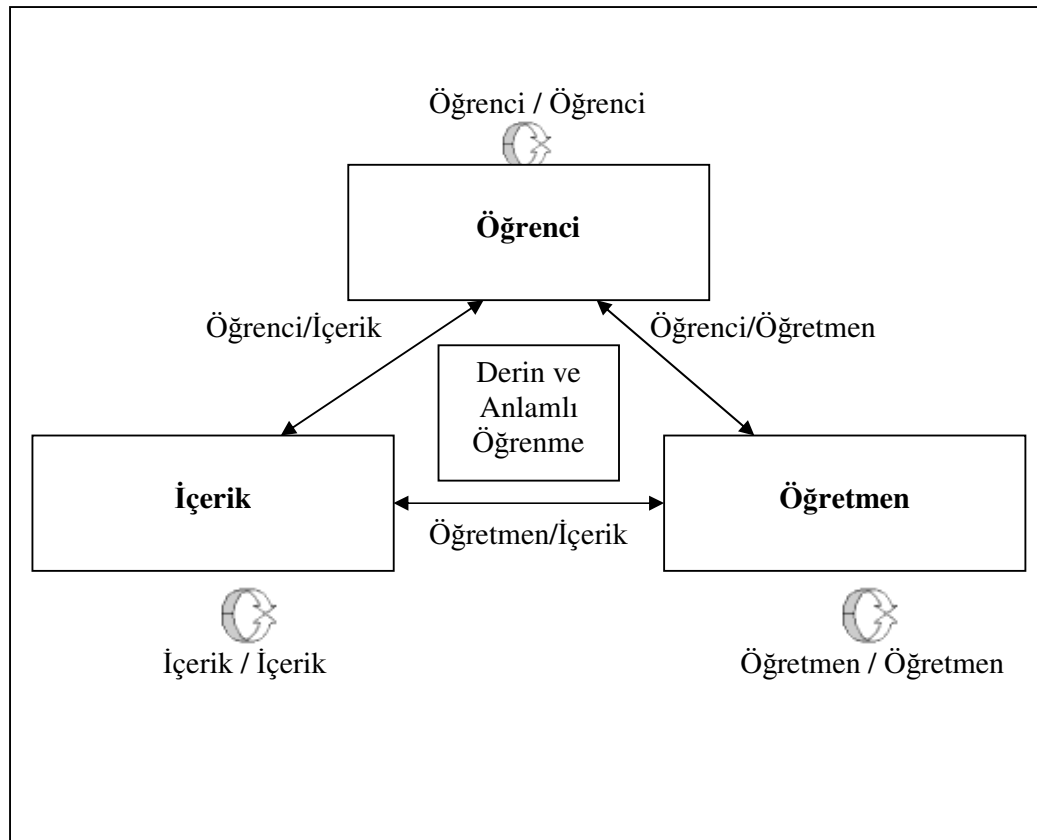 Öğrenci / Öğrenci
Öğrenci
Öğrenci/İçerik
Öğrenci/Öğretmen
Derin ve
Anlamlı
Öğrenme
İçerik
Öğretmen
Öğretmen/İçerik
İçerik / İçerik
Öğretmen / Öğretmen